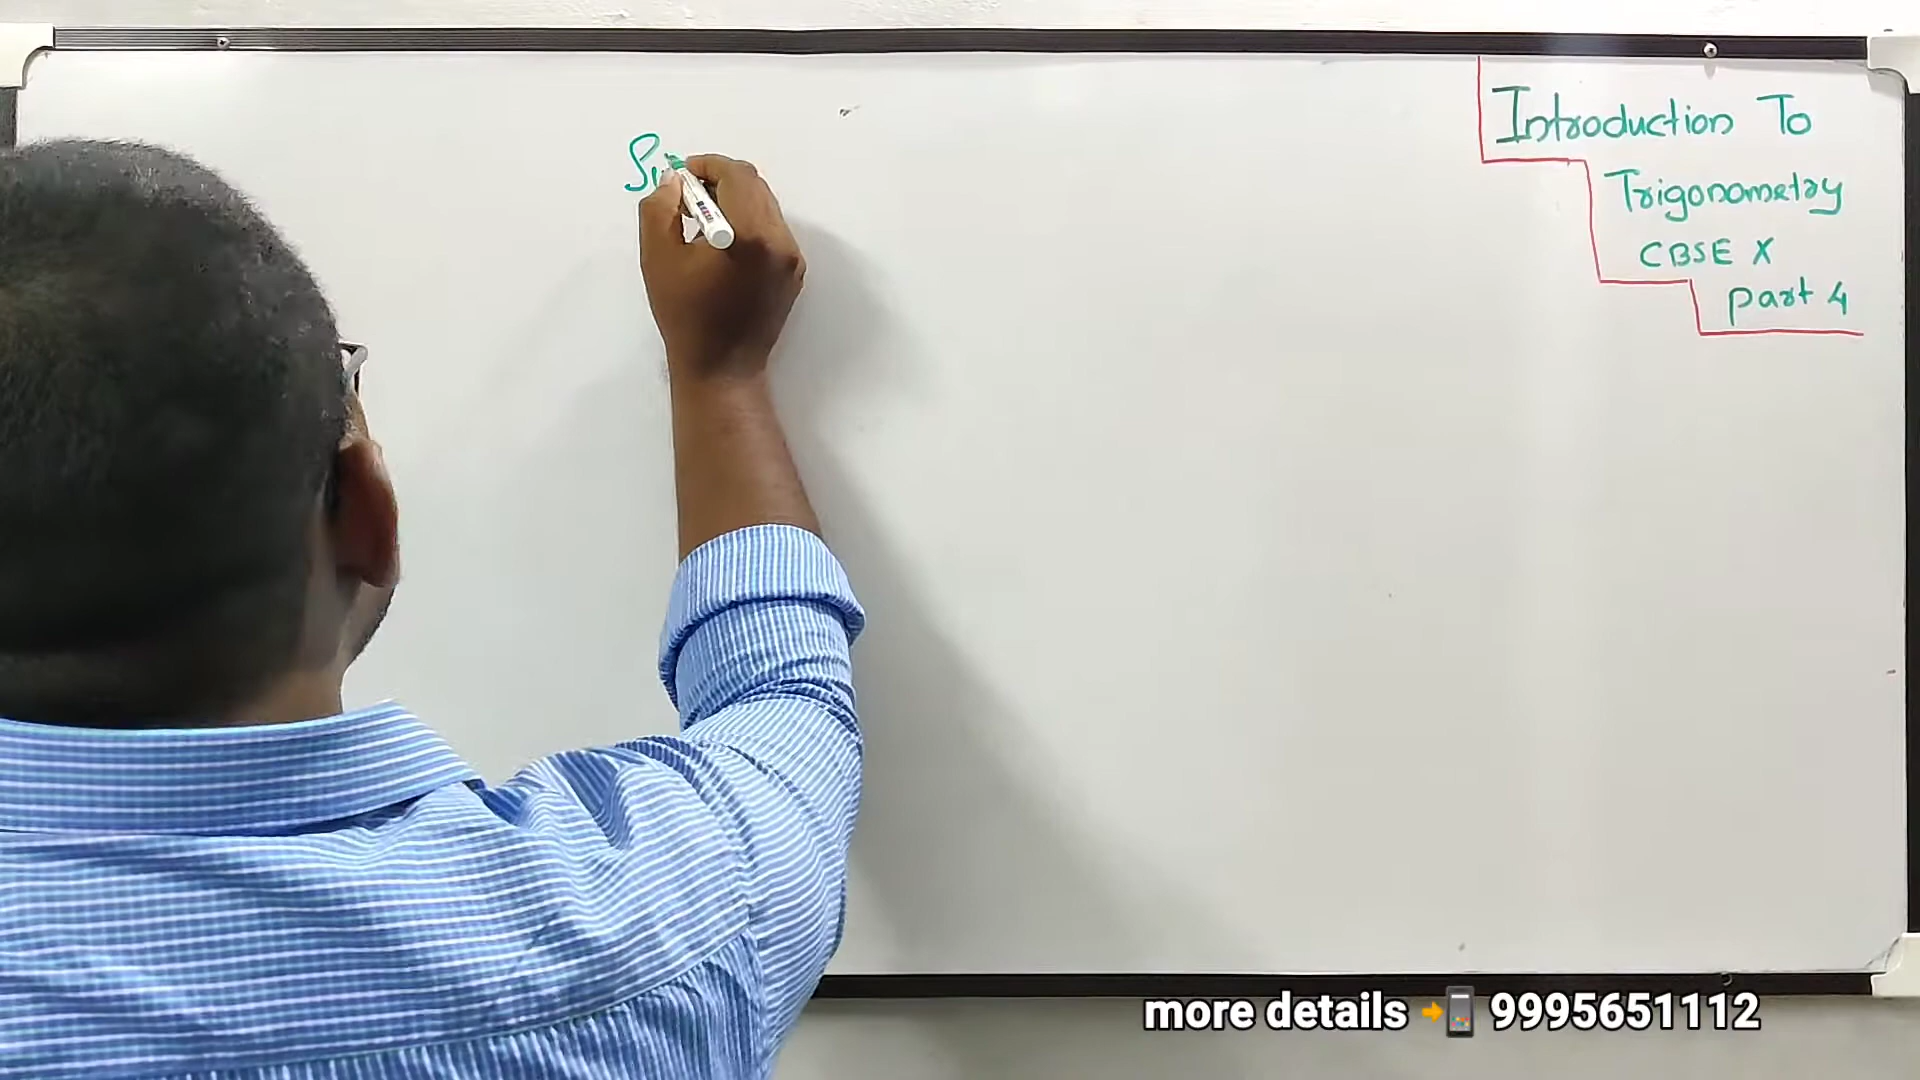 Introduction To
Trigonometry
CBSE X
part 4
more details 9995651112